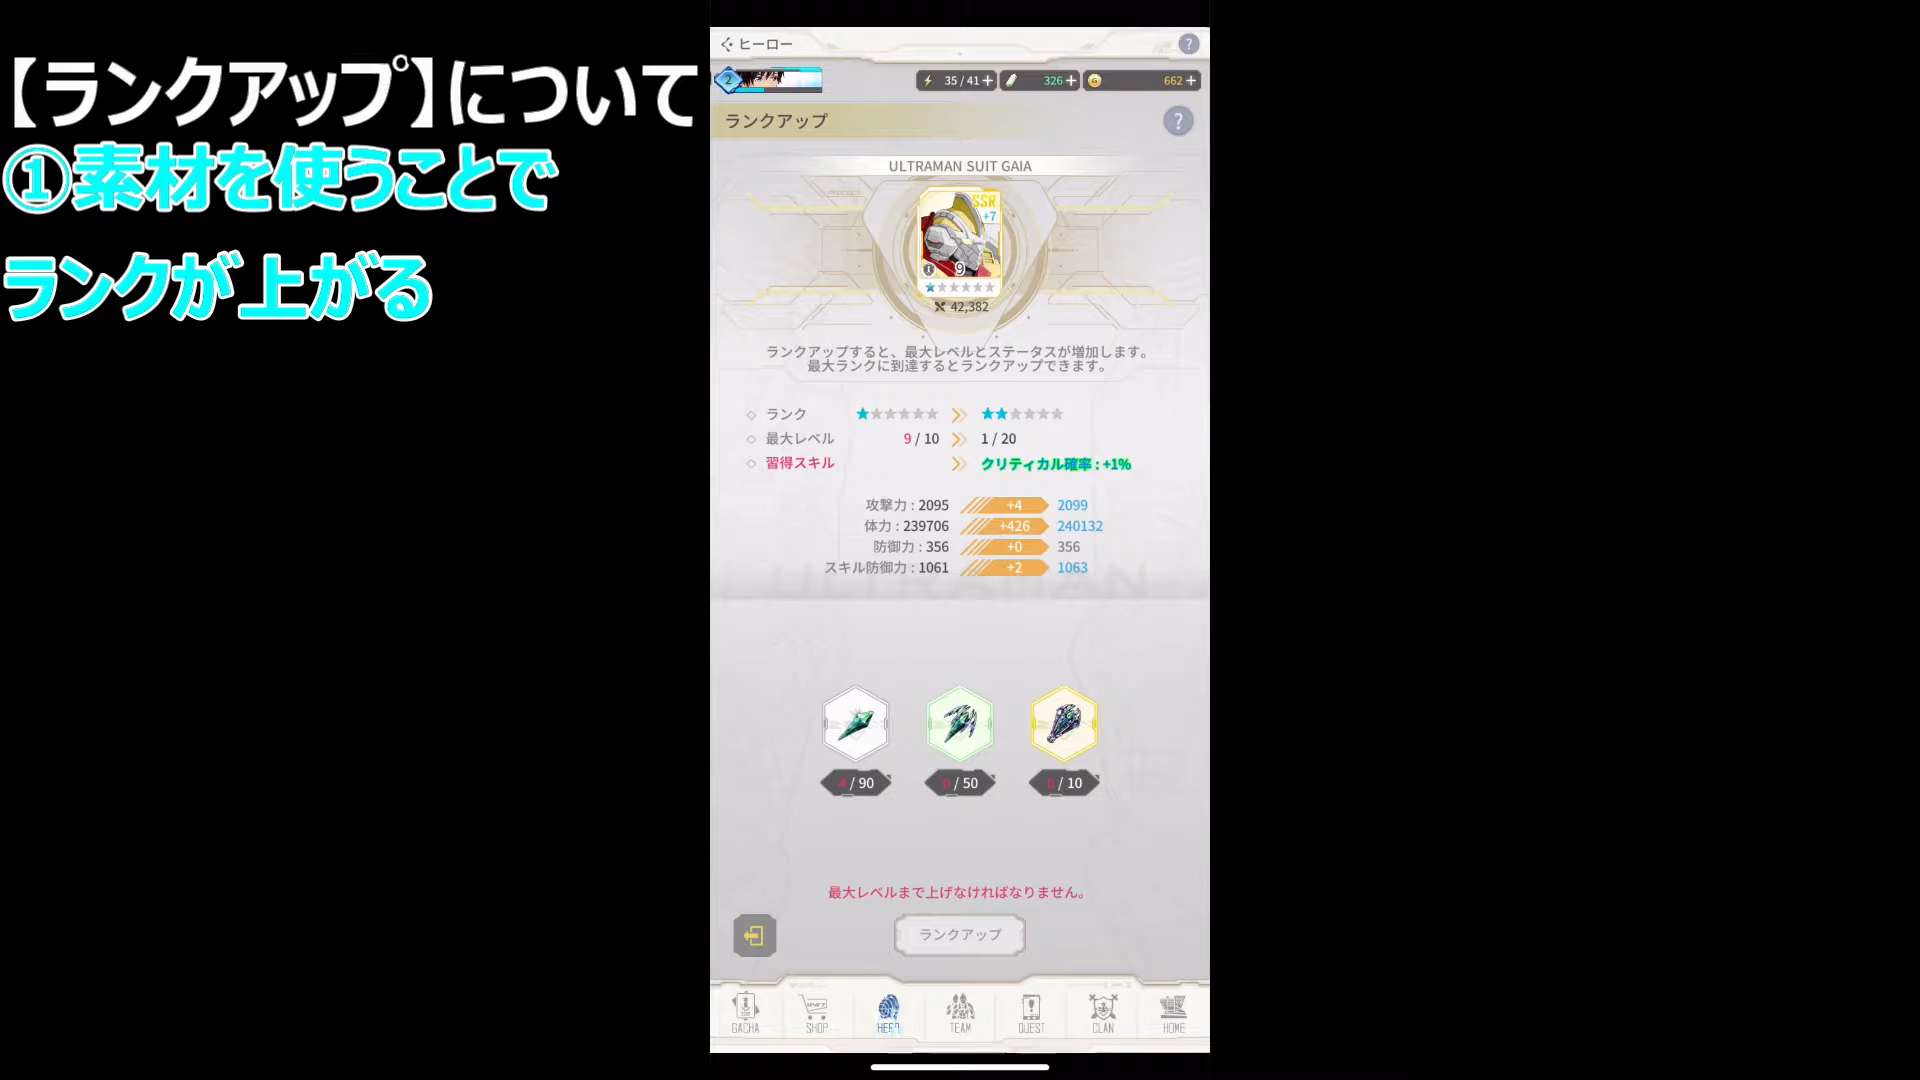 【ランクアップ】について
①素材を使うことで
ランクが上がる
ヒーロー
?
2
35 / 41 +
326 +
G 662 +
ランクアップ
?
ULTRAMAN SUIT GAIA
SSR
+7
9
42,382
ランクアップすると、最大レベルとステータスが増加します。
最大ランクに到達するとランクアップできます。
ランク
最大レベル 9 / 10 1 / 20
習得スキル クリティカル確率 : +1%
攻撃力 : 2095 +4 2099
体力 : 239706 +426 240132
防御力 : 356 +0 356
スキル防御力 : 1061 +2 1063
ULTRAMAN
4 / 90 0 / 50 0 / 10
最大レベルまで上げなければなりません。
ランクアップ
GACHA SHOP HERO TEAM QUEST CLAN HOME